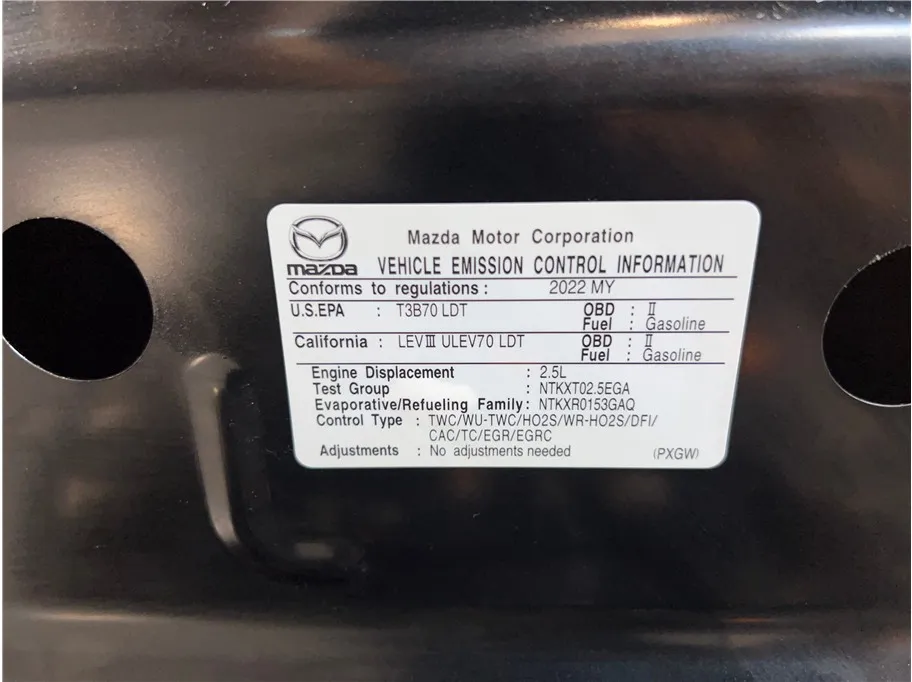 Mazda Motor Corporation
mazda VEHICLE EMISSION CONTROL INFORMATION
Conforms to regulations : 2022 MY
U.S.EPA : T3B70 LDT OBD : Ⅱ
Fuel : Gasoline
California : LEVⅢ ULEV70 LDT OBD : Ⅱ
Fuel : Gasoline
Engine Displacement : 2.5L
Test Group : NTKXT02.5EGA
Evaporative/Refueling Family : NTKXR0153GAQ
Control Type : TWC/WU-TWC/HO2S/WR-HO2S/DFI/
CAC/TC/EGR/EGRC
Adjustments : No adjustments needed (PXGW)